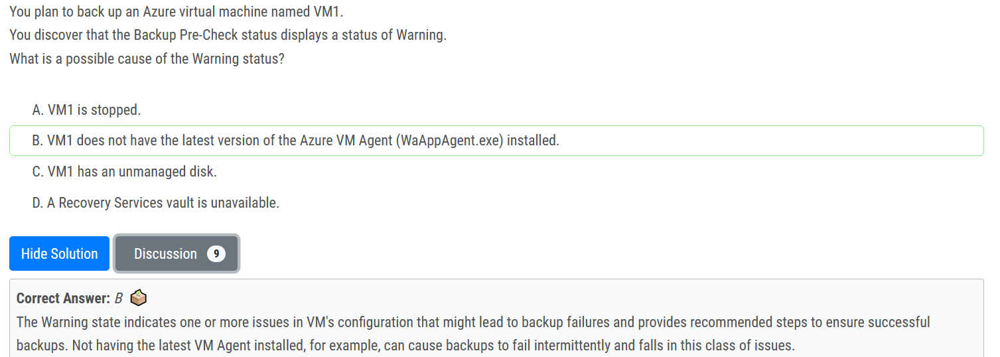 You plan to back up an Azure virtual machine named VM1.
You discover that the Backup Pre-Check status displays a status of Warning.
What is a possible cause of the Warning status?
A. VM1 is stopped.
B. VM1 does not have the latest version of the Azure VM Agent (WaAppAgent.exe) installed.
C. VM1 has an unmanaged disk.
D. A Recovery Services vault is unavailable.
Hide Solution Discussion 9
Correct Answer: B
The Warning state indicates one or more issues in VM's configuration that might lead to backup failures and provides recommended steps to ensure successful
backups. Not having the latest VM Agent installed, for example, can cause backups to fail intermittently and falls in this class of issues.